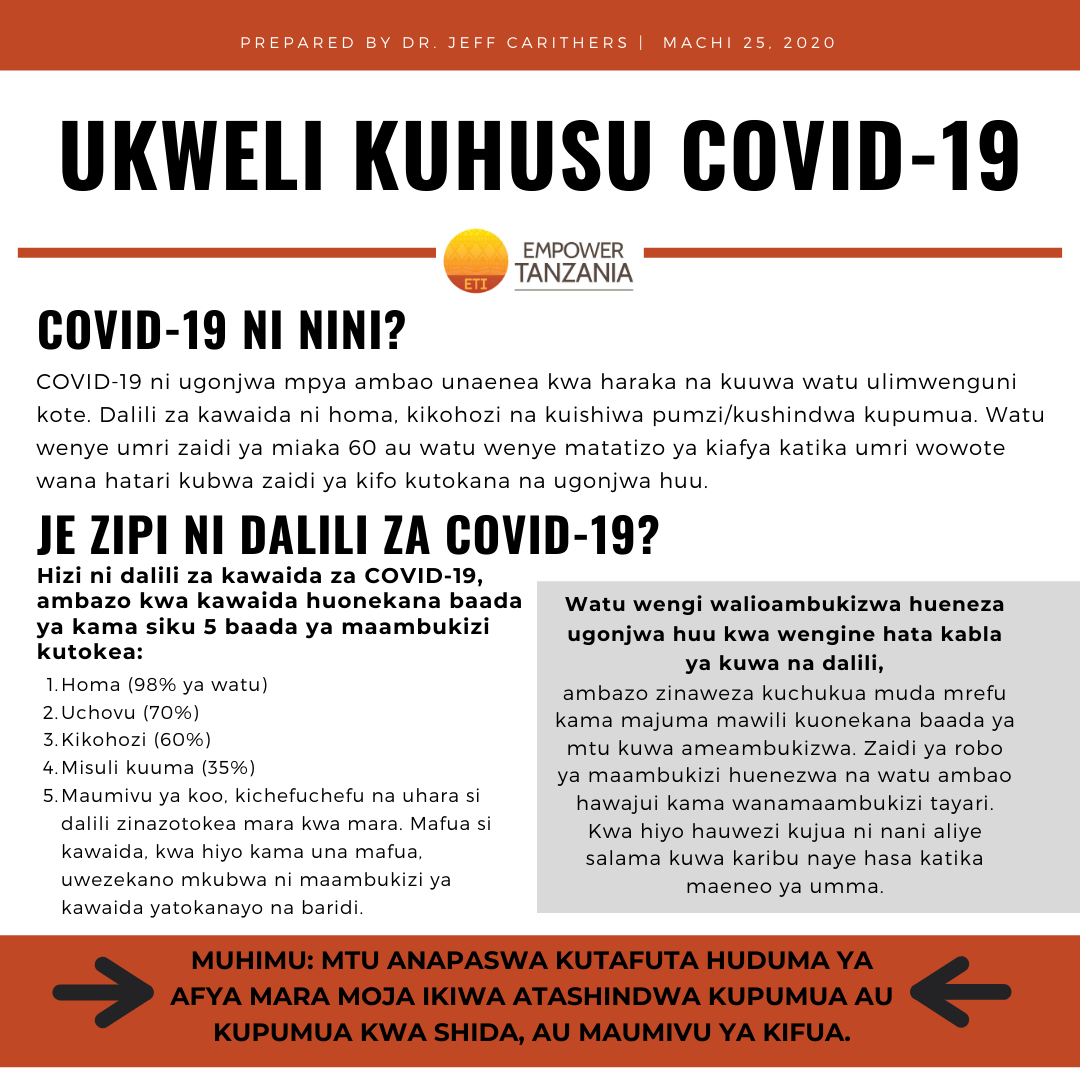 PREPARED BY DR. JEFF CARITHERS | MACHI 25, 2020
UKWELI KUHUSU COVID-19
ETI
EMPOWER
TANZANIA
COVID-19 NI NINI?
COVID-19 ni ugonjwa mpya ambao unaenea kwa haraka na kuuwa watu ulimwenguni
kote. Dalili za kawaida ni homa, kikohozi na kuishiwa pumzi/kushindwa kupumua. Watu
wenye umri zaidi ya miaka 60 au watu wenye matatizo ya kiafya katika umri wowote
wana hatari kubwa zaidi ya kifo kutokana na ugonjwa huu.
JE ZIPI NI DALILI ZA COVID-19?
Hizi ni dalili za kawaida za COVID-19,
ambazo kwa kawaida huonekana baada
ya kama siku 5 baada ya maambukizi
kutokea:
1. Homa (98% ya watu)
2. Uchovu (70%)
3. Kikohozi (60%)
4. Misuli kuuma (35%)
5. Maumivu ya koo, kichefuchefu na uhara si
dalili zinazotokea mara kwa mara. Mafua si
kawaida, kwa hiyo kama una mafua,
uwezekano mkubwa ni maambukizi ya
kawaida yatokanayo na baridi.
Watu wengi walioambukizwa hueneza
ugonjwa huu kwa wengine hata kabla
ya kuwa na dalili,
ambazo zinaweza kuchukua muda mrefu
kama majuma mawili kuonekana baada ya
mtu kuwa ameambukizwa. Zaidi ya robo
ya maambukizi huenezwa na watu ambao
hawajui kama wanamaambukizi tayari.
Kwa hiyo hauwezi kujua ni nani aliye
salama kuwa karibu naye hasa katika
maeneo ya umma.
MUHIMU: MTU ANAPASWA KUTAFUTA HUDUMA YA
AFYA MARA MOJA IKIWA ATASHINDWA KUPUMUA AU
KUPUMUA KWA SHIDA, AU MAUMIVU YA KIFUA.